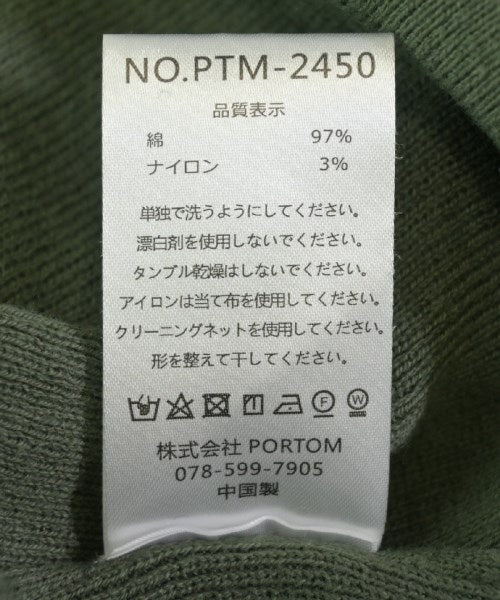 NO.PTM-2450
品質表示
綿 97%
ナイロン 3%
単独で洗うようにしてください。
漂白剤を使用しないでください。
タンブル乾燥はしないでください。
アイロンは当て布を使用してください。
クリーニングネットを使用してください。
形を整えて干してください。
F W
株式会社 PORTOM
078-599-7905
中国製